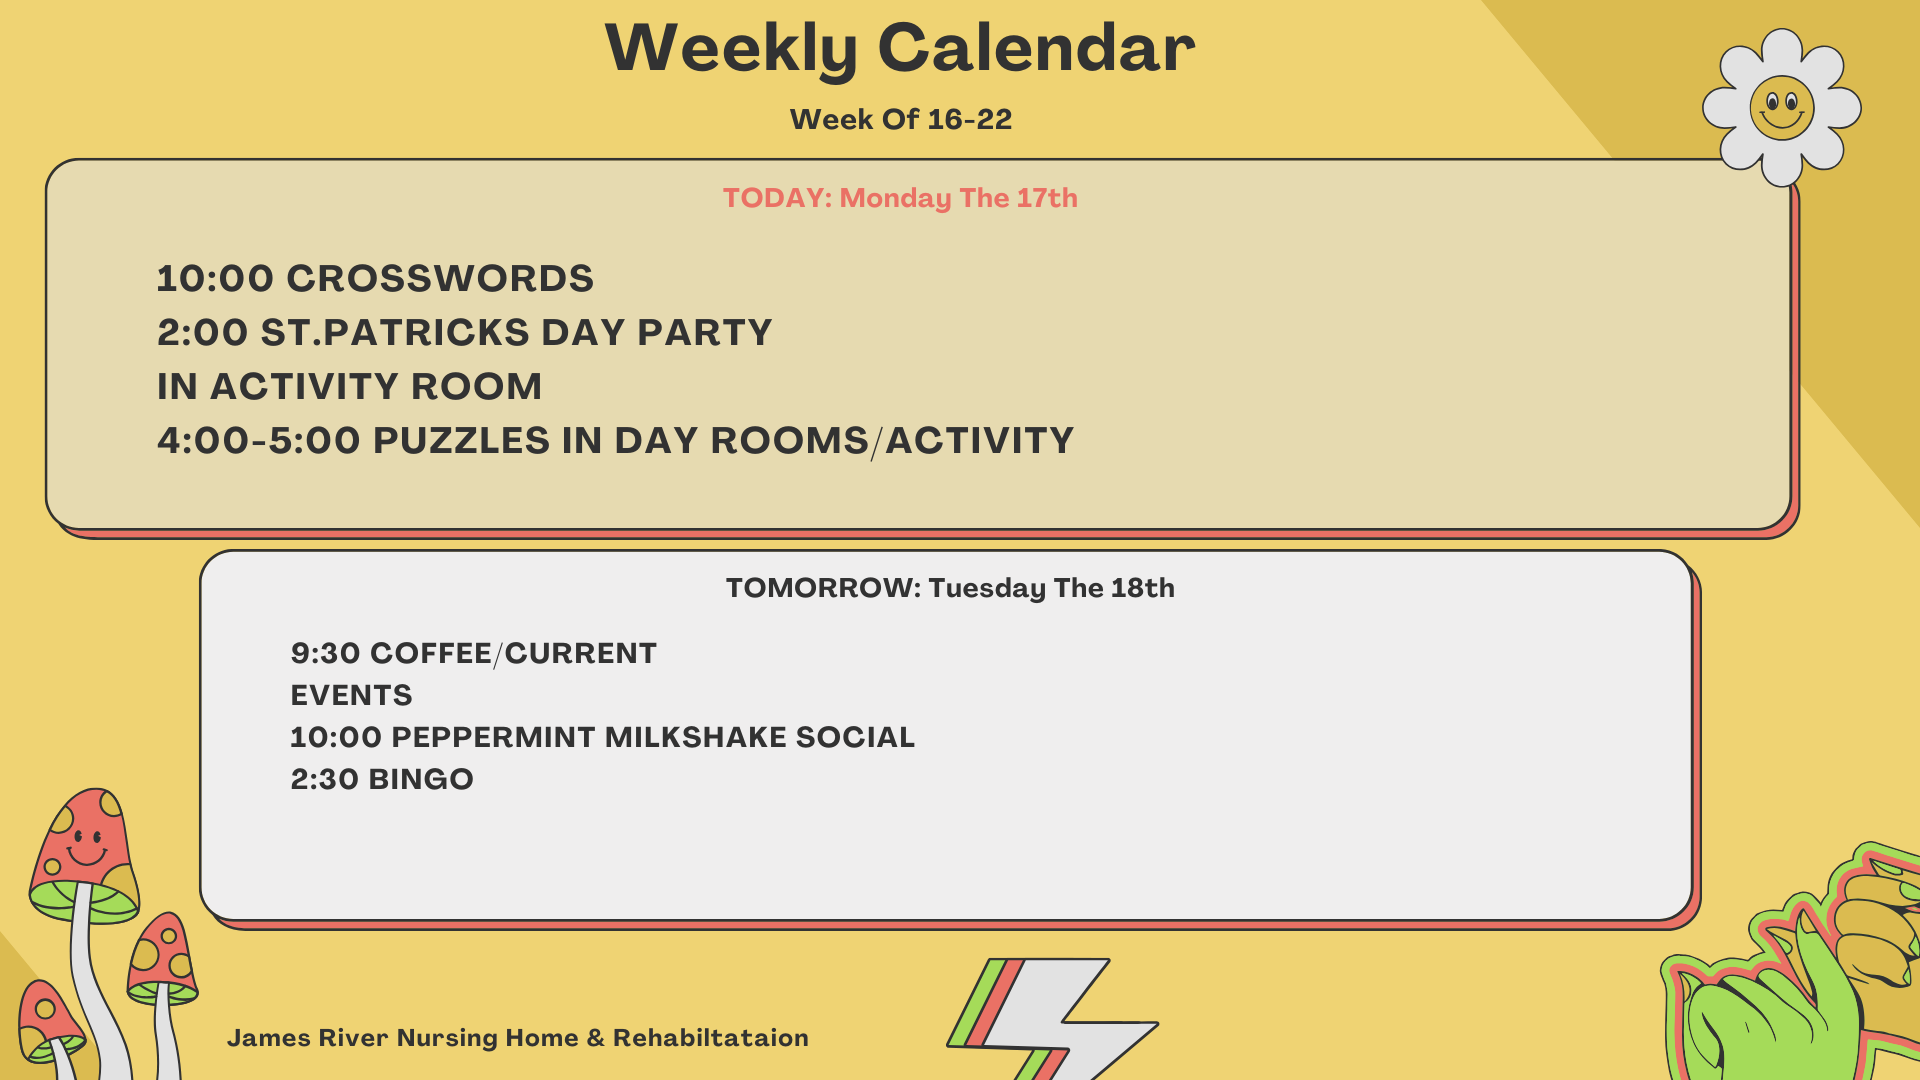 Weekly Calendar
Week Of 16-22
TODAY: Monday The 17th
10:00 CROSSWORDS
2:00 ST.PATRICKS DAY PARTY
IN ACTIVITY ROOM
4:00-5:00 PUZZLES IN DAY ROOMS/ACTIVITY
TOMORROW: Tuesday The 18th
9:30 COFFEE/CURRENT
EVENTS
10:00 PEPPERMINT MILKSHAKE SOCIAL
2:30 BINGO
James River Nursing Home & Rehabiltataion